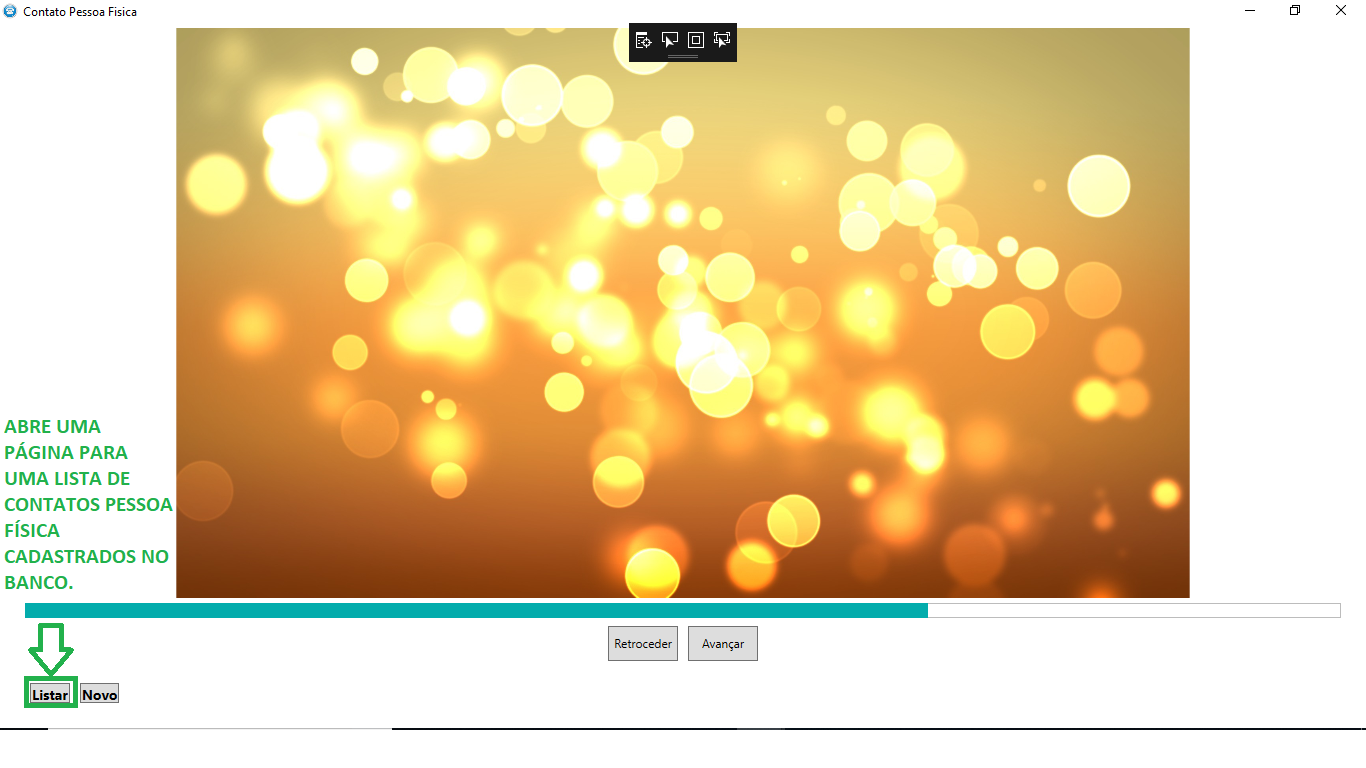 Contato Pessoa Fisica
ABRE UMA
PÁGINA PARA
UMA LISTA DE
CONTATOS PESSOA
FÍSICA
CADASTRADOS NO
BANCO.
Retroceder
Avançar
Listar
Novo